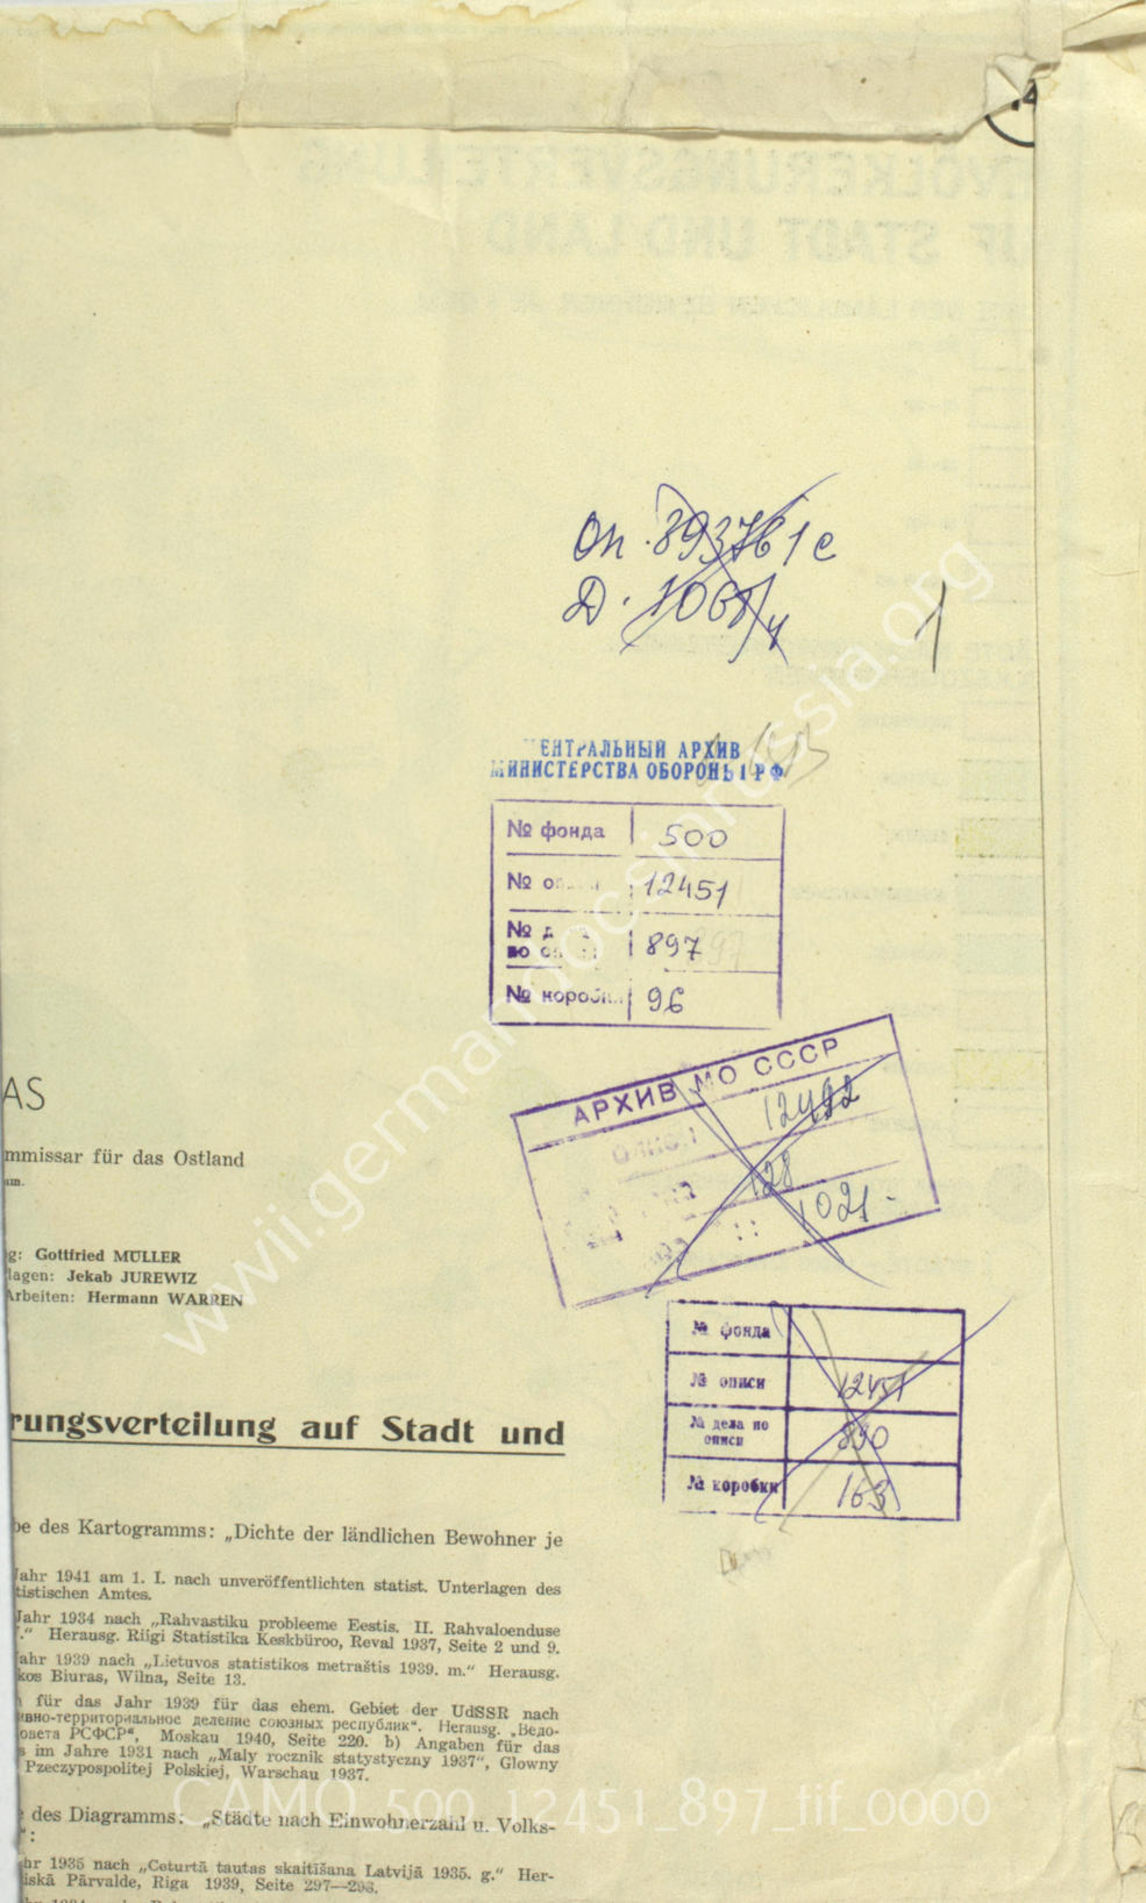 Оп. 893761с
Д.
1
ЕНТРАЛЬНЫЙ АРХИВ
МИНИСТЕРСТВА ОБОРОНЫ РФ
№ фонда 500
№ 12451
№ 897
№ коробки 96
АРХИВ МО СССР
128
1021
№ фонда
№ описи 12451
№ дела по
описи 890
№ коробки 163
AS
mmissar für das Ostland
g: Gottfried MÜLLER
lagen: Jekab JUREWIZ
Arbeiten: Hermann WARREN
rungsverteilung auf Stadt und
be des Kartogramms: „Dichte der ländlichen Bewohner je
Jahr 1941 am 1. I. nach unveröffentlichten statist. Unterlagen des
tistischen Amtes.
Jahr 1934 nach „Rahvastiku probleeme Eestis. II. Rahvaloenduse
.“ Herausg. Riigi Statistika Keskbüroo, Reval 1937, Seite 2 und 9.
ahr 1939 nach „Lietuvos statistikos metraštis 1939. m.“ Herausg.
kos Biuras, Wilna, Seite 13.
für das Jahr 1939 für das ehem. Gebiet der UdSSR nach
ивно-территориальное деление союзных республик“. Herausg. „Ведо-
овета РСФСР“, Moskau 1940, Seite 220. b) Angaben für das
s im Jahre 1931 nach „Maly rocznik statystyczny 1937“, Glowny
Pzeczypospolitej Polskiej, Warschau 1937.
des Diagramms: „Städte nach Einwohnerzahl u. Volks-
“:
hr 1935 nach „Ceturtā tautas skaitīšana Latvijā 1935. g.“ Her-
iskā Pārvalde, Riga 1939, Seite 297—298.
wwii.germandocsinrussia.org
CAMO_500_12451_897_tif_0000